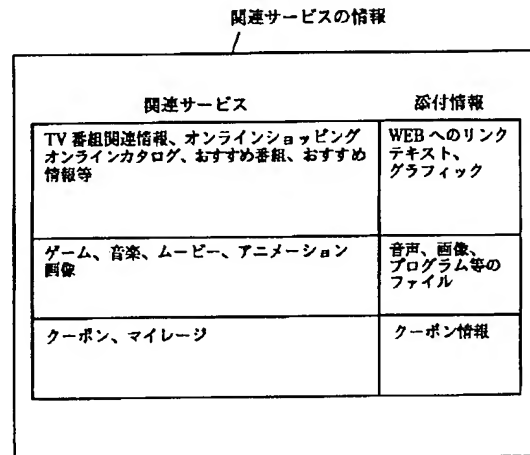 関連サービスの情報
関連サービス
添付情報
TV 番組関連情報、オンラインショッピング
オンラインカタログ、おすすめ番組、おすすめ
情報等
WEB へのリンク
テキスト、
グラフィック
ゲーム、音楽、ムービー、アニメーション
画像
音声、画像、
プログラム等の
ファイル
クーポン、マイレージ
クーポン情報